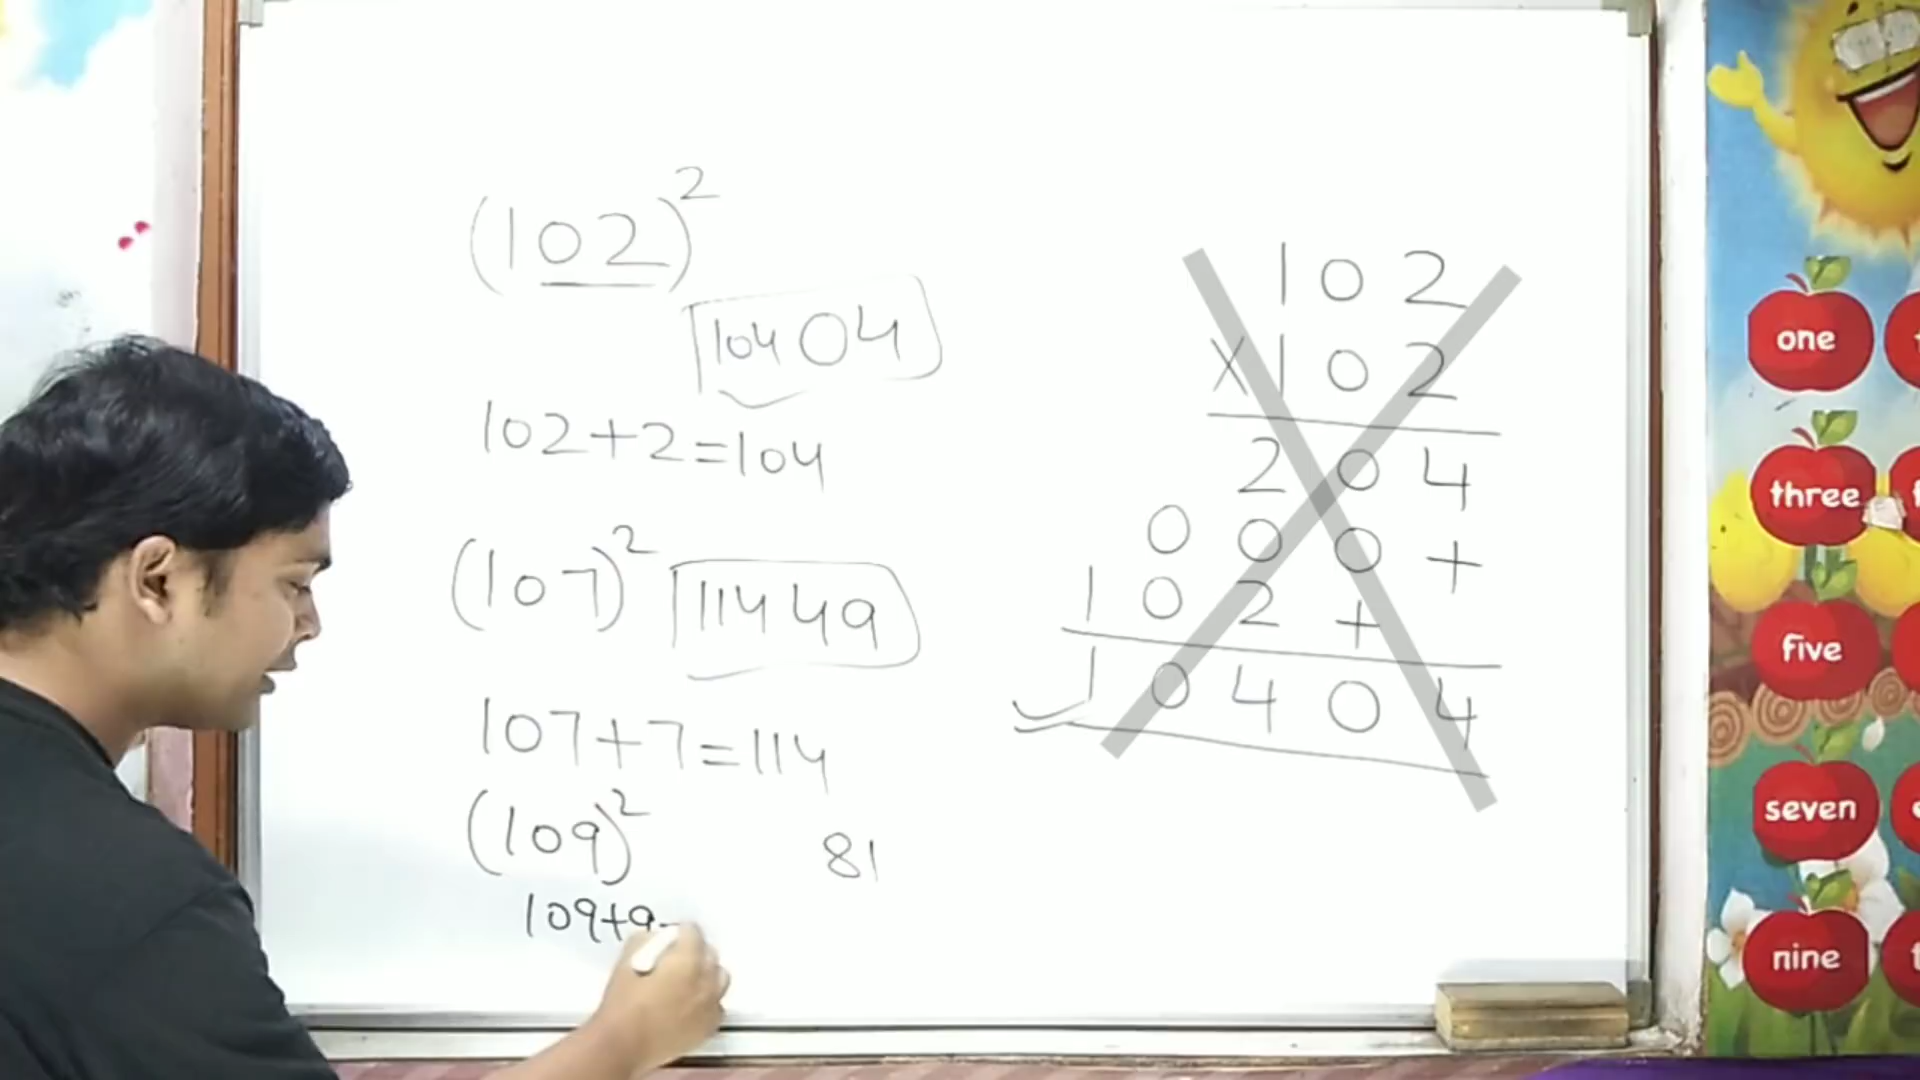 (102)²
10404
102+2=104
(107)²
11449
107+7=114
(109)²
81
109+9=
102
X102
204
000+
102+
10404
one
three
five
seven
nine